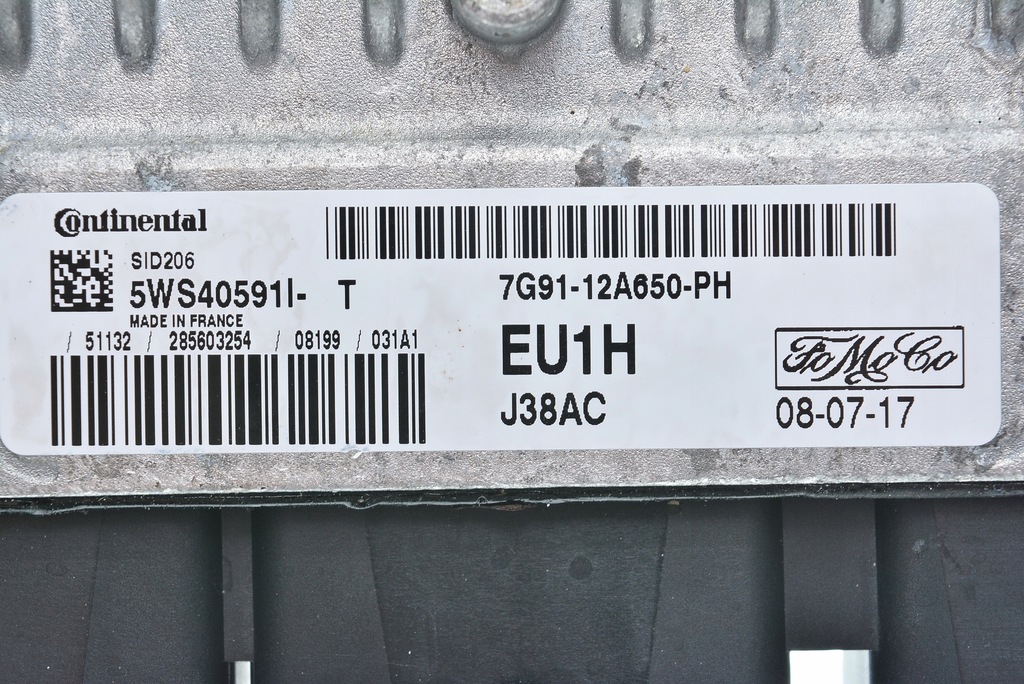 Continental
SID206
5WS40591I- T
MADE IN FRANCE
/ 51132 / 285603254 / 08199 / 031A1
7G91-12A650-PH
EU1H
J38AC
FoMoCo
08-07-17